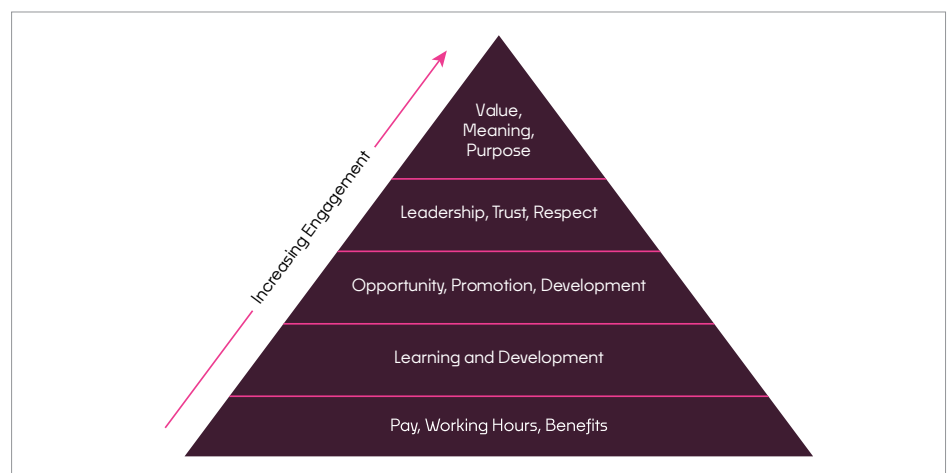 Value,
Meaning,
Purpose
Leadership, Trust, Respect
Increasing Engagement
Opportunity, Promotion, Development
Learning and Development
Pay, Working Hours, Benefits